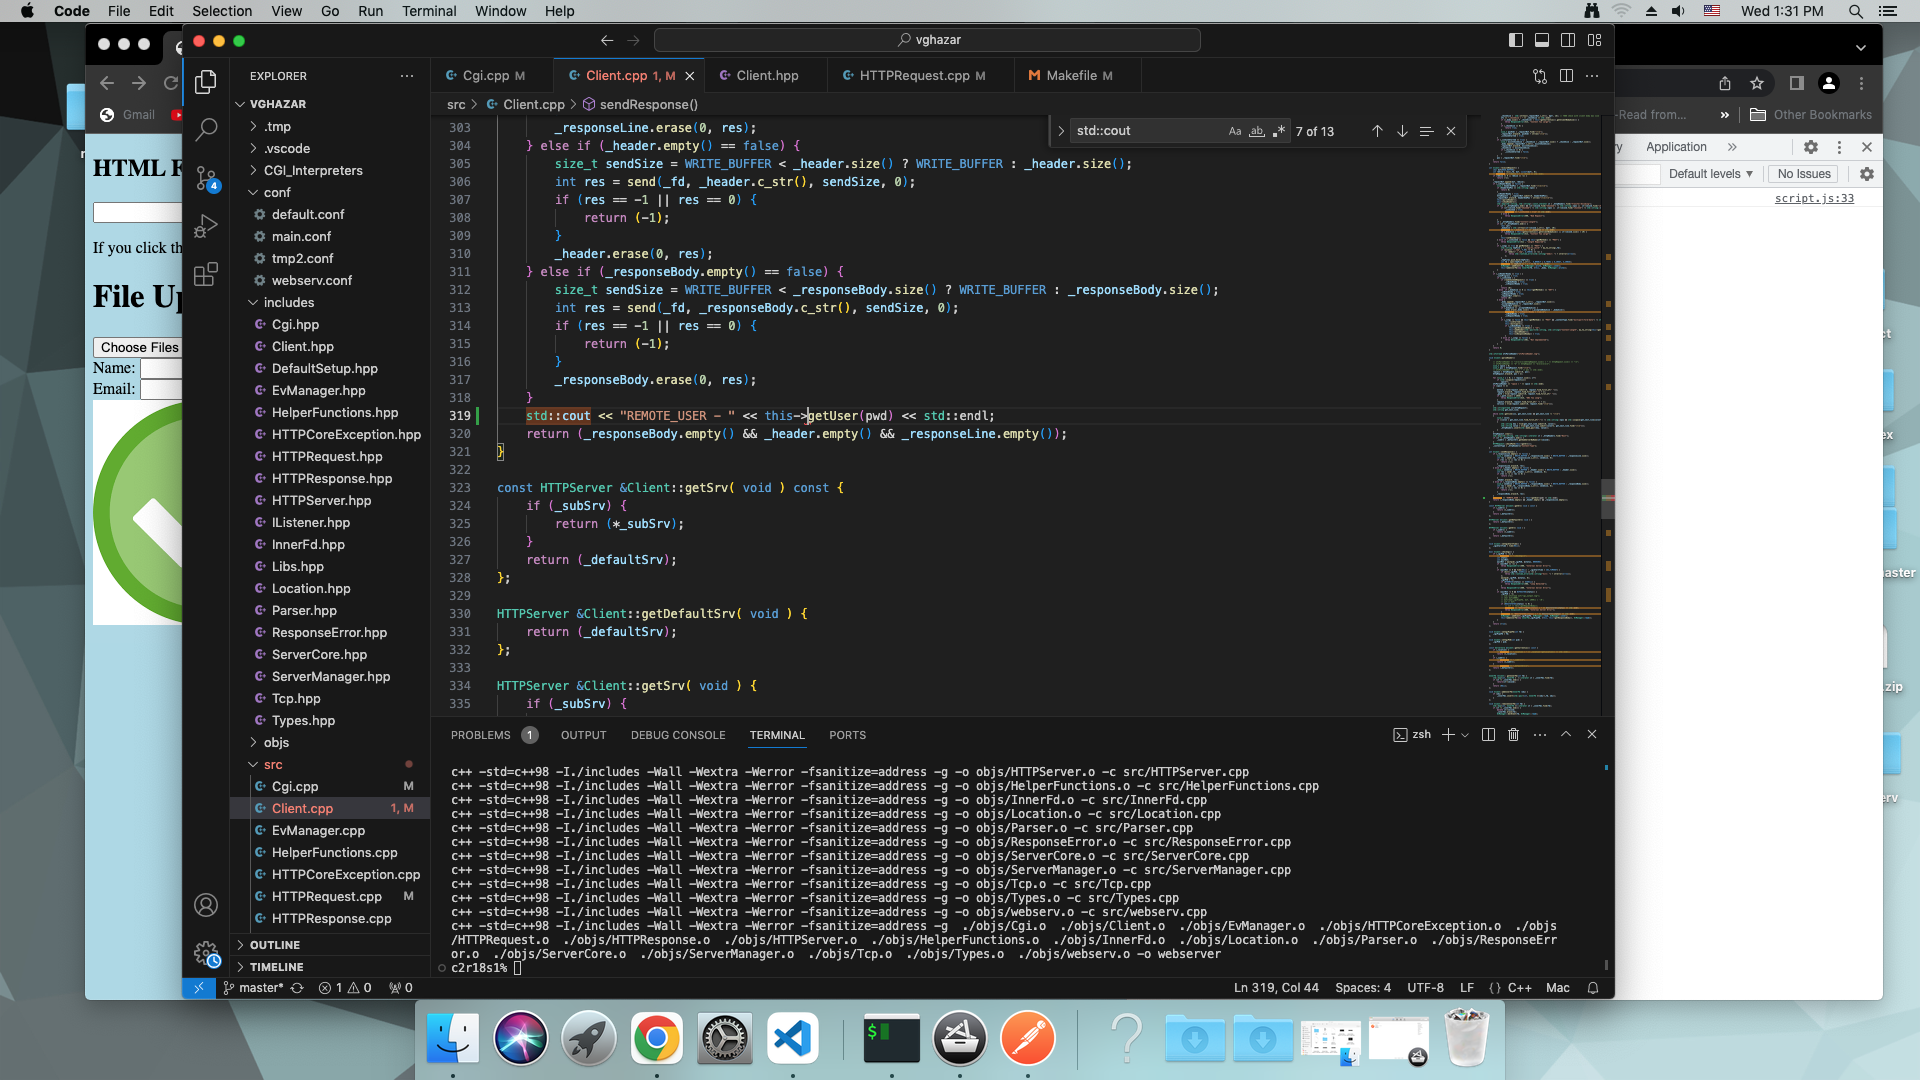 Code File Edit Selection View Go Run Terminal Window Help
Wed 1:31 PM
vghazar
EXPLORER
Cgi.cpp M
Client.cpp 1, M
Client.hpp
HTTPRequest.cpp M
Makefile M
src > Client.cpp > sendResponse()
std::cout
Aa ab
7 of 13
VGHAZAR
.tmp
.vscode
CGI_Interpreters
conf
default.conf
main.conf
tmp2.conf
webserv.conf
includes
Cgi.hpp
Client.hpp
DefaultSetup.hpp
EvManager.hpp
HelperFunctions.hpp
HTTPCoreException.hpp
HTTPRequest.hpp
HTTPResponse.hpp
HTTPServer.hpp
IListener.hpp
InnerFd.hpp
Libs.hpp
Location.hpp
Parser.hpp
ResponseError.hpp
ServerCore.hpp
ServerManager.hpp
Tcp.hpp
Types.hpp
objs
src
Cgi.cpp M
Client.cpp 1, M
EvManager.cpp
HelperFunctions.cpp
HTTPCoreException.cpp
HTTPRequest.cpp M
HTTPResponse.cpp
OUTLINE
TIMELINE
4
303 _responseLine.erase(0, res);
304 } else if (_header.empty() == false) {
305 size_t sendSize = WRITE_BUFFER < _header.size() ? WRITE_BUFFER : _header.size();
306 int res = send(_fd, _header.c_str(), sendSize, 0);
307 if (res == -1 || res == 0) {
308 return (-1);
309 }
310 _header.erase(0, res);
311 } else if (_responseBody.empty() == false) {
312 size_t sendSize = WRITE_BUFFER < _responseBody.size() ? WRITE_BUFFER : _responseBody.size();
313 int res = send(_fd, _responseBody.c_str(), sendSize, 0);
314 if (res == -1 || res == 0) {
315 return (-1);
316 }
317 _responseBody.erase(0, res);
318 }
319 std::cout << "REMOTE_USER - " << this->getUser(pwd) << std::endl;
320 return (_responseBody.empty() && _header.empty() && _responseLine.empty());
321 }
322
323 const HTTPServer &Client::getSrv( void ) const {
324 if (_subSrv) {
325 return (*_subSrv);
326 }
327 return (_defaultSrv);
328 };
329
330 HTTPServer &Client::getDefaultSrv( void ) {
331 return (_defaultSrv);
332 };
333
334 HTTPServer &Client::getSrv( void ) {
335 if (_subSrv) {
PROBLEMS 1 OUTPUT DEBUG CONSOLE TERMINAL PORTS
zsh
c++ -std=c++98 -I./includes -Wall -Wextra -Werror -fsanitize=address -g -o objs/HTTPServer.o -c src/HTTPServer.cpp
c++ -std=c++98 -I./includes -Wall -Wextra -Werror -fsanitize=address -g -o objs/HelperFunctions.o -c src/HelperFunctions.cpp
c++ -std=c++98 -I./includes -Wall -Wextra -Werror -fsanitize=address -g -o objs/InnerFd.o -c src/InnerFd.cpp
c++ -std=c++98 -I./includes -Wall -Wextra -Werror -fsanitize=address -g -o objs/Location.o -c src/Location.cpp
c++ -std=c++98 -I./includes -Wall -Wextra -Werror -fsanitize=address -g -o objs/Parser.o -c src/Parser.cpp
c++ -std=c++98 -I./includes -Wall -Wextra -Werror -fsanitize=address -g -o objs/ResponseError.o -c src/ResponseError.cpp
c++ -std=c++98 -I./includes -Wall -Wextra -Werror -fsanitize=address -g -o objs/ServerCore.o -c src/ServerCore.cpp
c++ -std=c++98 -I./includes -Wall -Wextra -Werror -fsanitize=address -g -o objs/ServerManager.o -c src/ServerManager.cpp
c++ -std=c++98 -I./includes -Wall -Wextra -Werror -fsanitize=address -g -o objs/Tcp.o -c src/Tcp.cpp
c++ -std=c++98 -I./includes -Wall -Wextra -Werror -fsanitize=address -g -o objs/Types.o -c src/Types.cpp
c++ -std=c++98 -I./includes -Wall -Wextra -Werror -fsanitize=address -g -o objs/webserv.o -c src/webserv.cpp
c++ -std=c++98 -I./includes -Wall -Wextra -Werror -fsanitize=address -g ./objs/Cgi.o ./objs/Client.o ./objs/EvManager.o ./objs/HTTPCoreException.o ./objs
/HTTPRequest.o ./objs/HTTPResponse.o ./objs/HTTPServer.o ./objs/HelperFunctions.o ./objs/InnerFd.o ./objs/Location.o ./objs/Parser.o ./objs/ResponseErr
or.o ./objs/ServerCore.o ./objs/ServerManager.o ./objs/Tcp.o ./objs/Types.o ./objs/webserv.o -o webserver
c2r18s1%
master* 1 0 0
Ln 319, Col 44 Spaces: 4 UTF-8 LF {} C++ Mac
Gmail
HTML F
If you click th
File Up
Choose Files
Name:
Email:
-Read from...
Other Bookmarks
Application
Default levels
No Issues
script.js:33
ct
ex
aster
.zip
erv
$